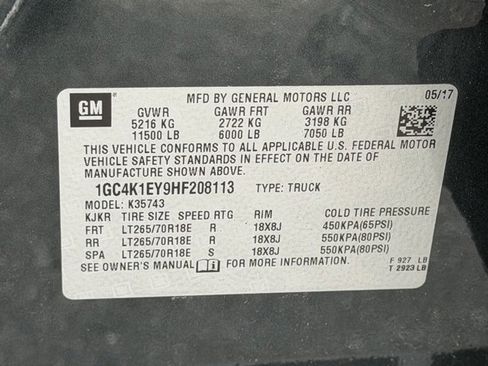 GM
MFD BY GENERAL MOTORS LLC 05/17
GVWR GAWR FRT GAWR RR
5216 KG 2722 KG 3198 KG
11500 LB 6000 LB 7050 LB
THIS VEHICLE CONFORMS TO ALL APPLICABLE U.S. FEDERAL MOTOR
VEHICLE SAFETY STANDARDS IN EFFECT ON THE DATE OF
MANUFACTURE SHOWN ABOVE.
1GC4K1EY9HF208113 TYPE: TRUCK
MODEL: K35743
KJKR TIRE SIZE SPEED RTG RIM COLD TIRE PRESSURE
FRT LT265/70R18E R 18X8J 450KPA(65PSI)
RR LT265/70R18E R 18X8J 550KPA(80PSI)
SPA LT265/70R18E S 18X8J 550KPA(80PSI)
SEE OWNER'S MANUAL FOR MORE INFORMATION. F 927 LB
T 2923 LB